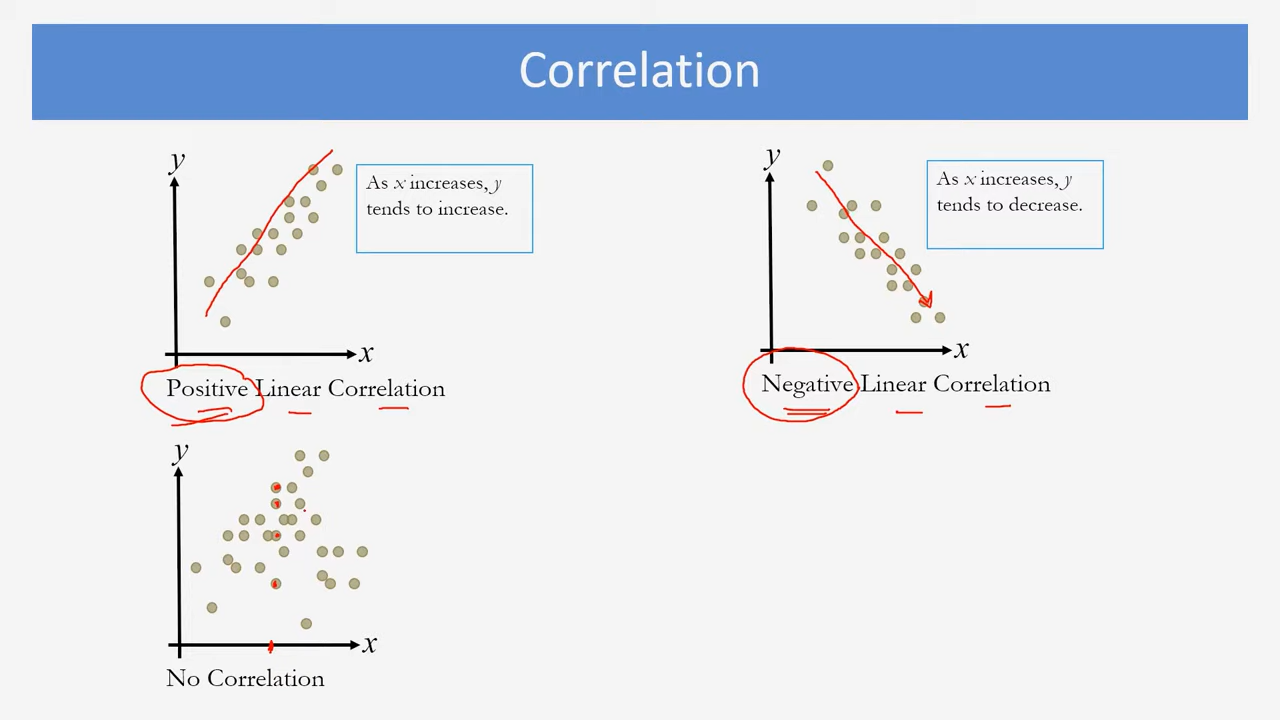 Correlation
y
As x increases, y
tends to increase.
x
Positive Linear Correlation
y
As x increases, y
tends to decrease.
x
Negative Linear Correlation
y
x
No Correlation